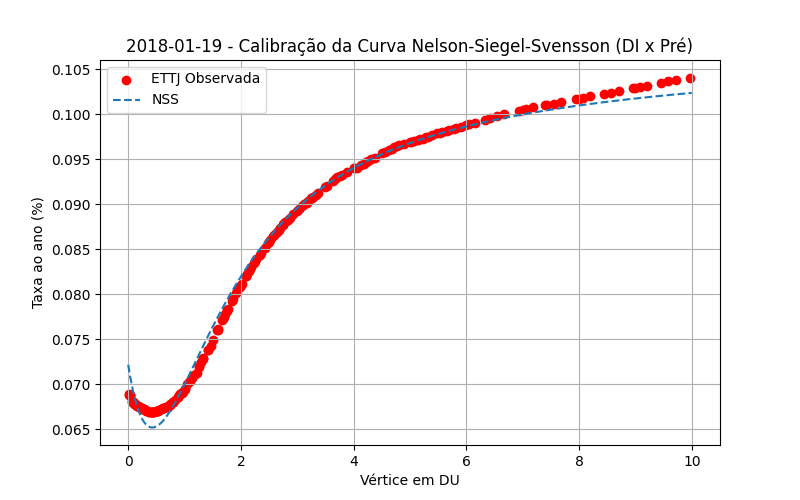 2018-01-19 - Calibração da Curva Nelson-Siegel-Svensson (DI x Pré)
ETTJ Observada
NSS
Taxa ao ano (%)
0.105
0.100
0.095
0.090
0.085
0.080
0.075
0.070
0.065
0 2 4 6 8 10
Vértice em DU